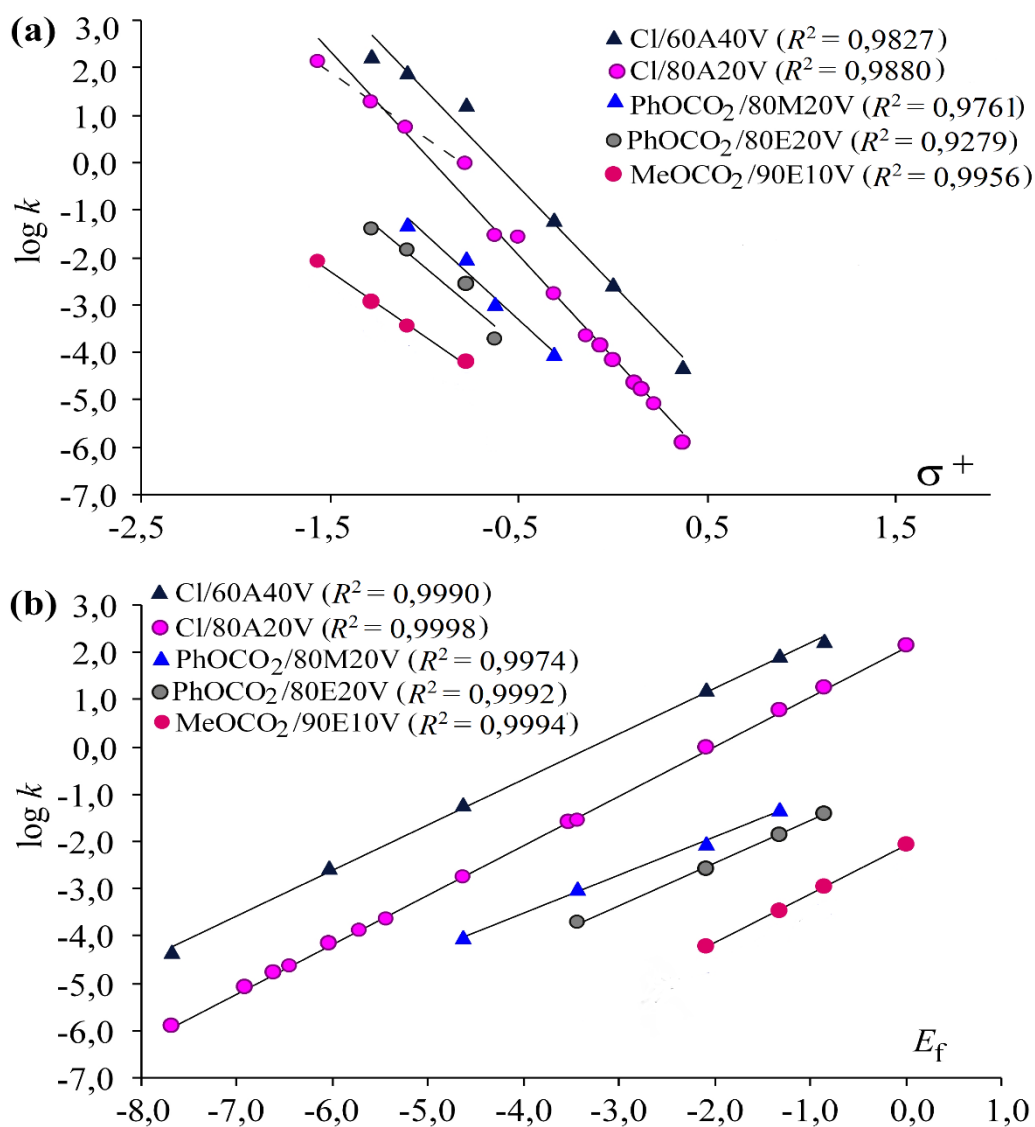 (a)
3,0
2,0
1,0
0,0
-1,0
-2,0
-3,0
-4,0
-5,0
-6,0
-7,0
log k
Cl/60A40V (R² = 0,9827)
Cl/80A20V (R² = 0,9880)
PhOCO₂/80M20V (R² = 0,9761)
PhOCO₂/80E20V (R² = 0,9279)
MeOCO₂/90E10V (R² = 0,9956)
σ⁺
-2,5 -1,5 -0,5 0,5 1,5
(b)
3,0
2,0
1,0
0,0
-1,0
-2,0
-3,0
-4,0
-5,0
-6,0
-7,0
log k
Cl/60A40V (R² = 0,9990)
Cl/80A20V (R² = 0,9998)
PhOCO₂/80M20V (R² = 0,9974)
PhOCO₂/80E20V (R² = 0,9992)
MeOCO₂/90E10V (R² = 0,9994)
E_f
-8,0 -7,0 -6,0 -5,0 -4,0 -3,0 -2,0 -1,0 0,0 1,0